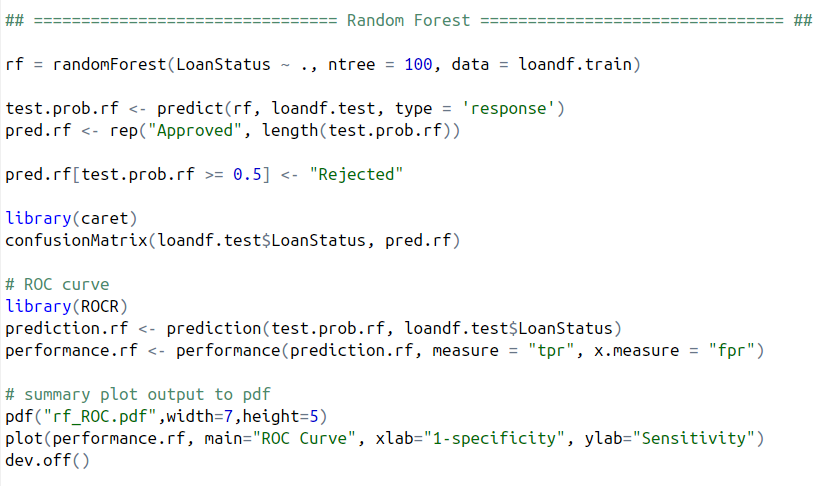 ## ================================ Random Forest ================================ ##
rf = randomForest(LoanStatus ~ ., ntree = 100, data = loandf.train)
test.prob.rf <- predict(rf, loandf.test, type = 'response')
pred.rf <- rep("Approved", length(test.prob.rf))
pred.rf[test.prob.rf >= 0.5] <- "Rejected"
library(caret)
confusionMatrix(loandf.test$LoanStatus, pred.rf)
# ROC curve
library(ROCR)
prediction.rf <- prediction(test.prob.rf, loandf.test$LoanStatus)
performance.rf <- performance(prediction.rf, measure = "tpr", x.measure = "fpr")
# summary plot output to pdf
pdf("rf_ROC.pdf",width=7,height=5)
plot(performance.rf, main="ROC Curve", xlab="1-specificity", ylab="Sensitivity")
dev.off()